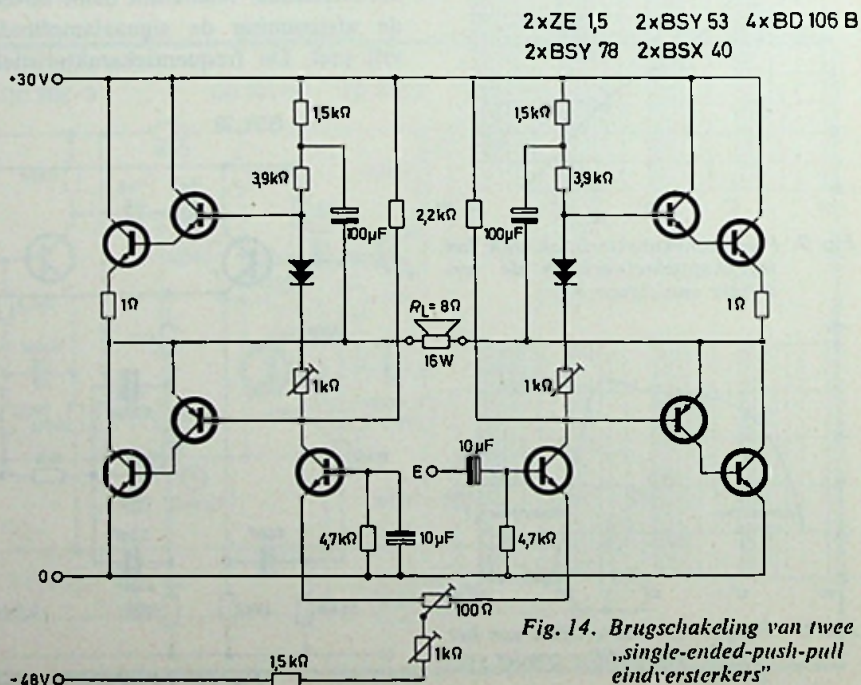 2xZE 1,5 2xBSY 53 4xBD 106 B
2xBSY 78 2xBSX 40
+30V
1,5kΩ
1,5kΩ
3,9kΩ
3,9kΩ
100µF
2,2kΩ
100µF
1Ω
R_L = 8Ω
1Ω
16W
1kΩ
1kΩ
10µF
E
4,7kΩ
10µF
4,7kΩ
0
100Ω
1kΩ
1,5kΩ
-48V
Fig. 14. Brugschakeling van twee
„single-ended-push-pull
eindversterkers”